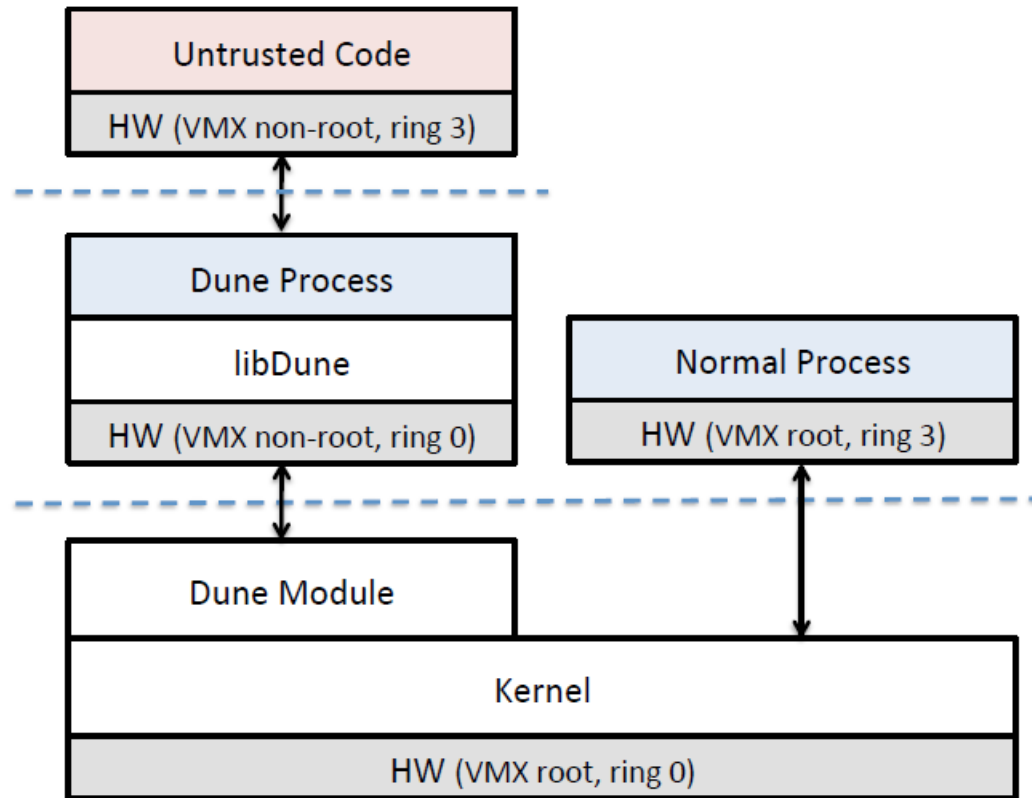 Untrusted Code
HW (VMX non-root, ring 3)
Dune Process
libDune
HW (VMX non-root, ring 0)
Normal Process
HW (VMX root, ring 3)
Dune Module
Kernel
HW (VMX root, ring 0)